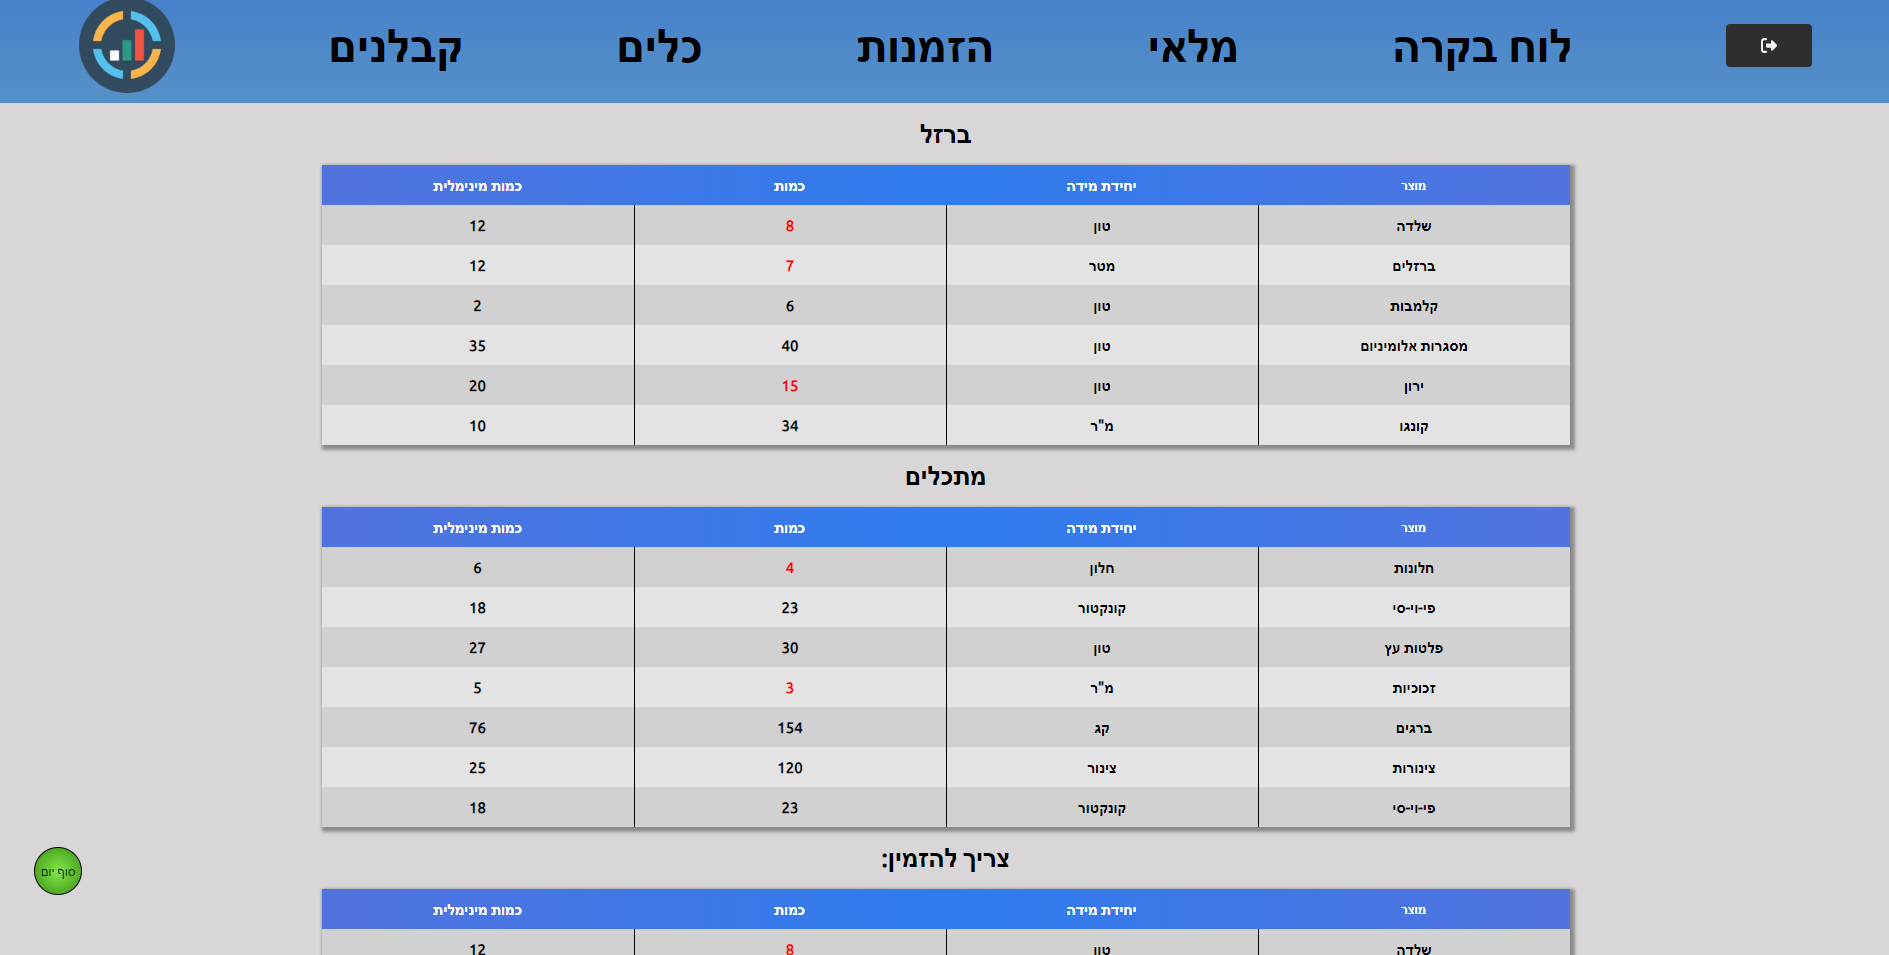 לוח בקרה מלאי הזמנות כלים קבלנים
ברזל
מוצר יחידת מידה כמות כמות מינימלית
שלדה טון 8 12
ברזלים מטר 7 12
קלמבות טון 6 2
מסגרות אלומיניום טון 40 35
ירון טון 15 20
קונגו מ"ר 34 10
מתכלים
מוצר יחידת מידה כמות כמות מינימלית
חלונות חלון 4 6
פי-וי-סי קונקטור 23 18
פלטות עץ טון 30 27
זכוכיות מ"ר 3 5
ברגים קג 154 76
צינורות צינור 120 25
פי-וי-סי קונקטור 23 18
צריך להזמין:
מוצר יחידת מידה כמות כמות מינימלית
שלדה טון 8 12
סוף יום